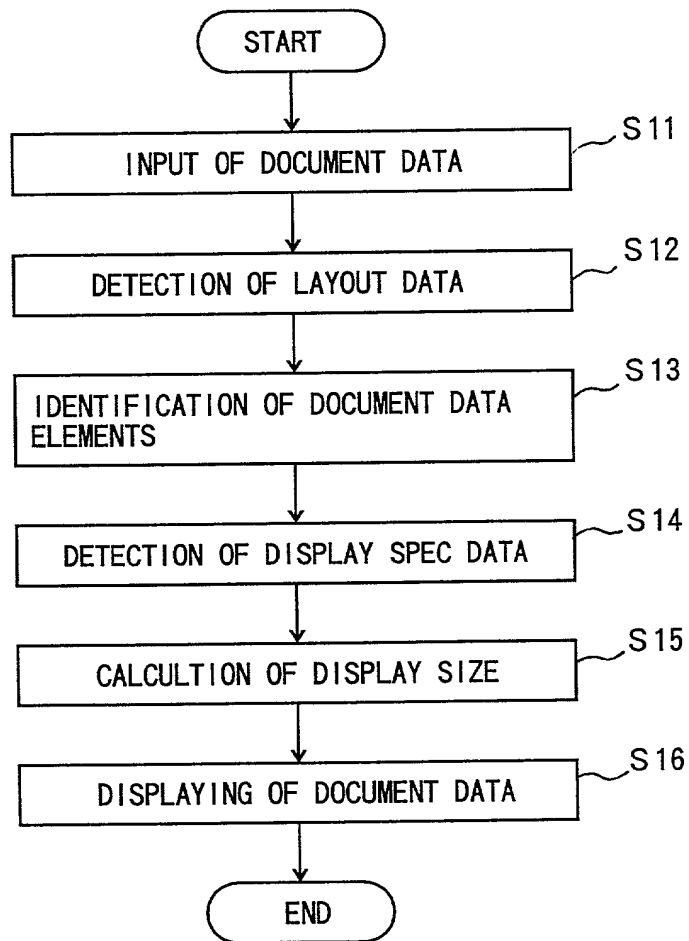 START
S11
INPUT OF DOCUMENT DATA
S12
DETECTION OF LAYOUT DATA
S13
IDENTIFICATION OF DOCUMENT DATA
ELEMENTS
S14
DETECTION OF DISPLAY SPEC DATA
S15
CALCULTION OF DISPLAY SIZE
S16
DISPLAYING OF DOCUMENT DATA
END